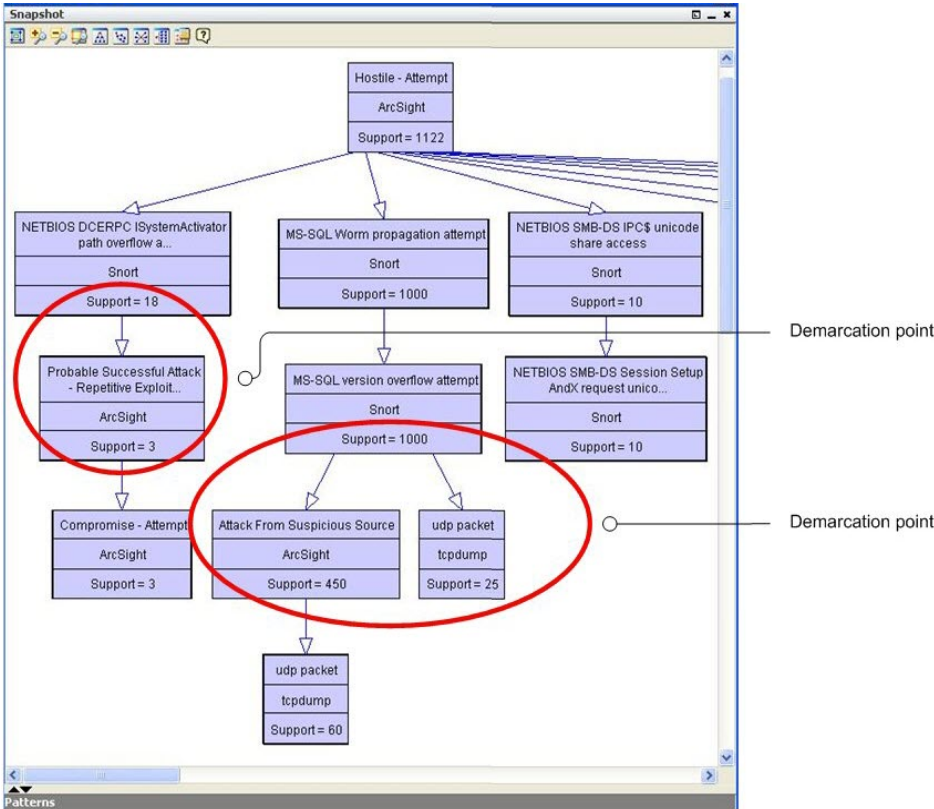 Snapshot
Hostile - Attempt
ArcSight
Support = 1122
NETBIOS DCERPC ISystemActivator
path overflow a...
Snort
Support = 18
MS-SQL Worm propagation attempt
Snort
Support = 1000
NETBIOS SMB-DS IPC$ unicode
share access
Snort
Support = 10
Demarcation point
Probable Successful Attack
- Repetitive Exploit...
ArcSight
Support = 3
MS-SQL version overflow attempt
Snort
Support = 1000
NETBIOS SMB-DS Session Setup
AndX request unico...
Snort
Support = 10
Demarcation point
Compromise - Attempt
ArcSight
Support = 3
Attack From Suspicious Source
ArcSight
Support = 450
udp packet
tcpdump
Support = 25
udp packet
tcpdump
Support = 60
Patterns